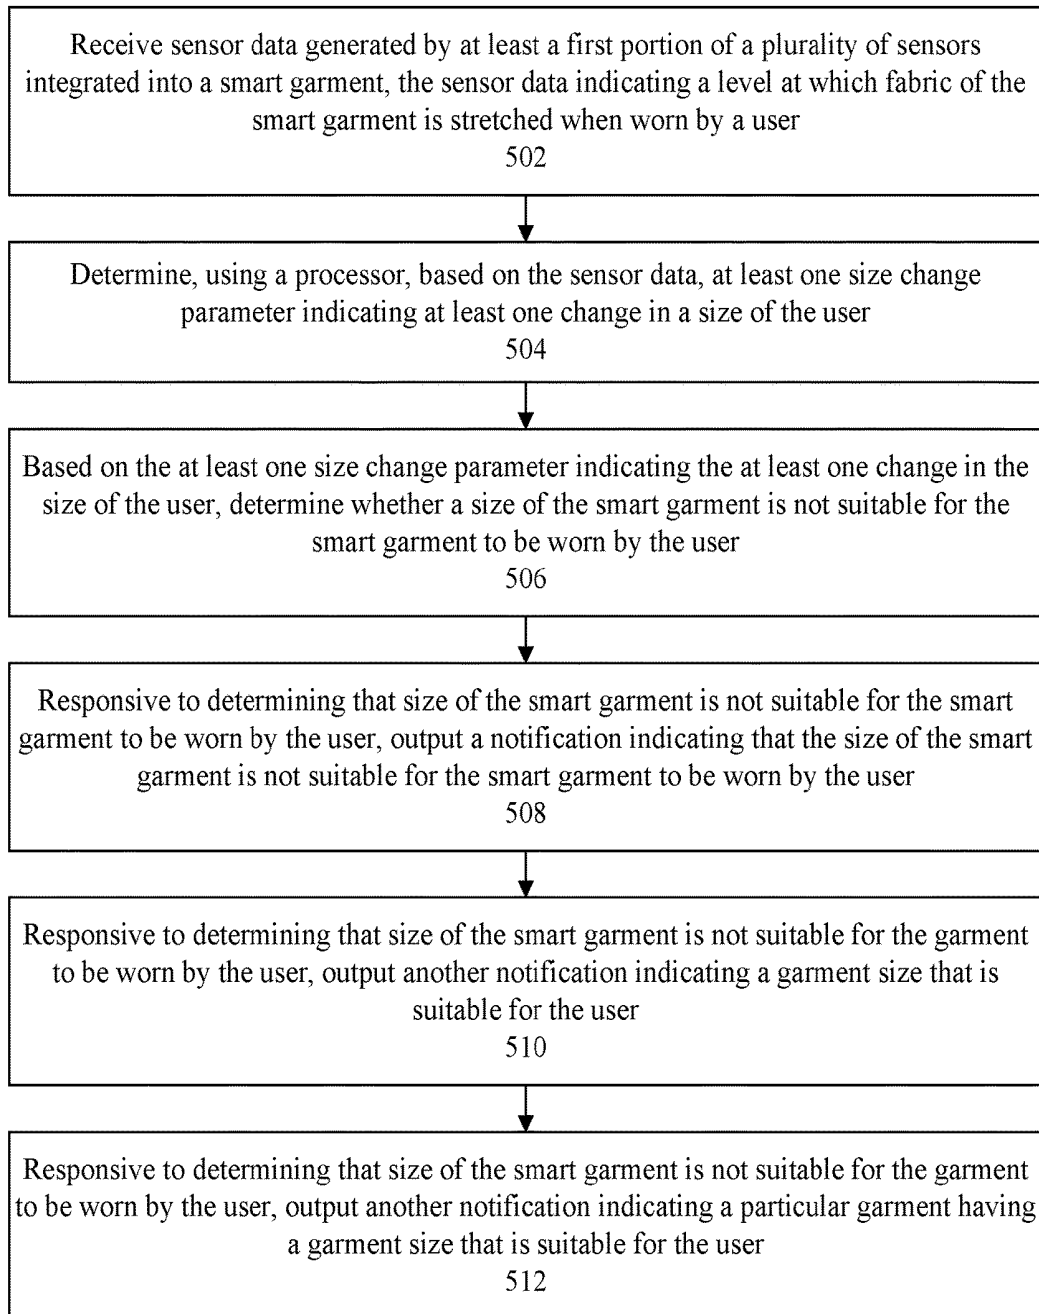 Receive sensor data generated by at least a first portion of a plurality of sensors
integrated into a smart garment, the sensor data indicating a level at which fabric of the
smart garment is stretched when worn by a user
502
Determine, using a processor, based on the sensor data, at least one size change
parameter indicating at least one change in a size of the user
504
Based on the at least one size change parameter indicating the at least one change in the
size of the user, determine whether a size of the smart garment is not suitable for the
smart garment to be worn by the user
506
Responsive to determining that size of the smart garment is not suitable for the smart
garment to be worn by the user, output a notification indicating that the size of the smart
garment is not suitable for the smart garment to be worn by the user
508
Responsive to determining that size of the smart garment is not suitable for the garment
to be worn by the user, output another notification indicating a garment size that is
suitable for the user
510
Responsive to determining that size of the smart garment is not suitable for the garment
to be worn by the user, output another notification indicating a particular garment having
a garment size that is suitable for the user
512